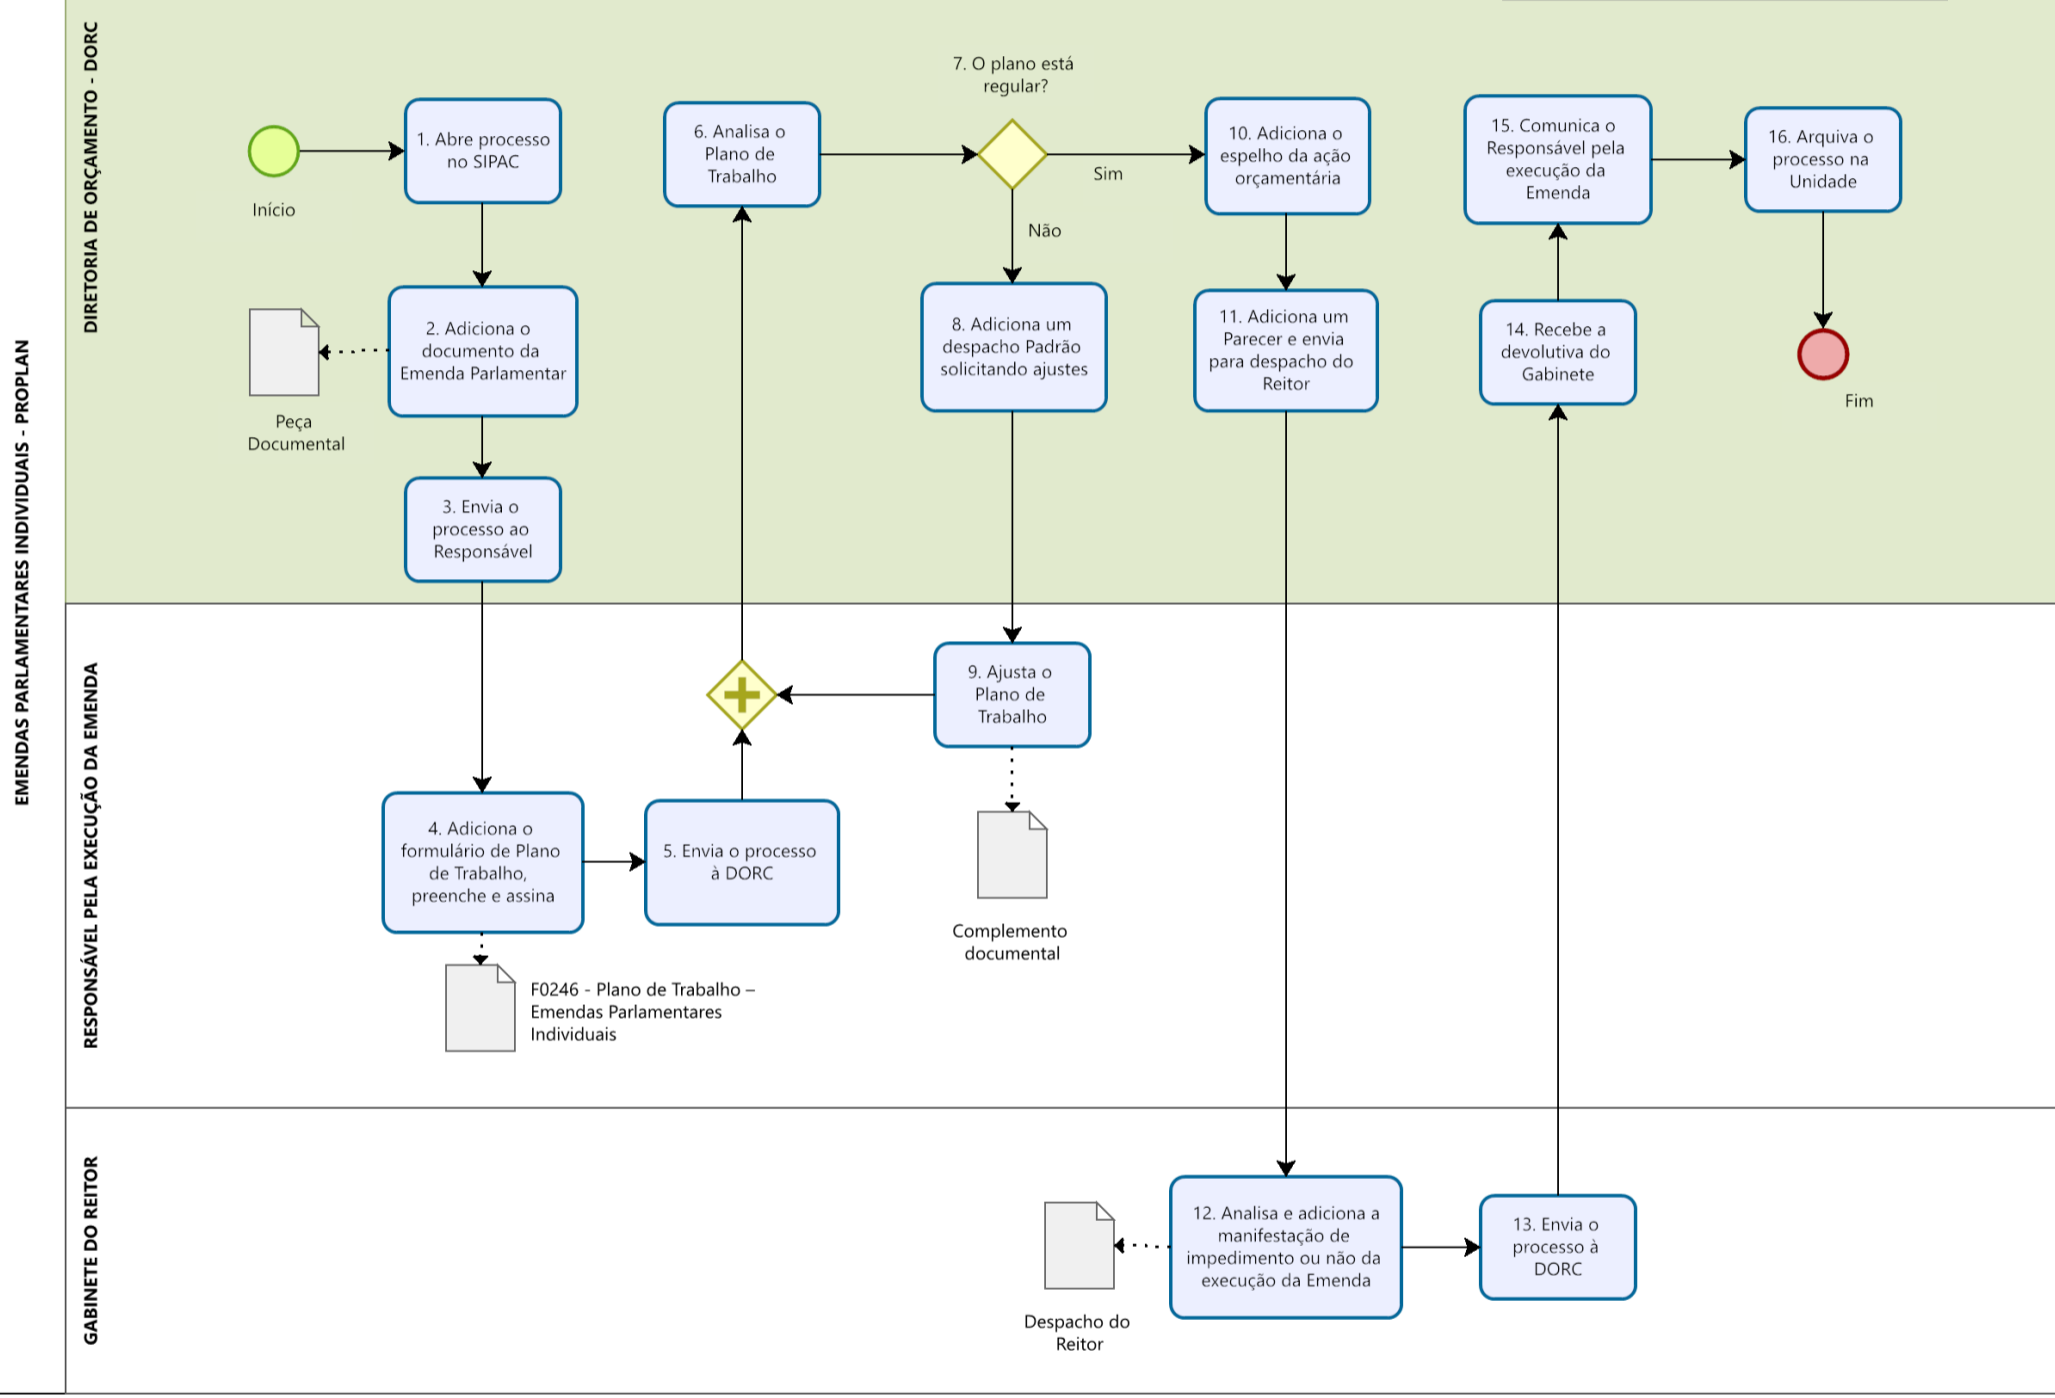 EMENDAS PARLAMENTARES INDIVIDUAIS - PROPLAN
DIRETORIA DE ORÇAMENTO - DORC
Início
1. Abre processo
no SIPAC
2. Adiciona o
documento da
Emenda Parlamentar
Peça
Documental
3. Envia o
processo ao
Responsável
6. Analisa o
Plano de
Trabalho
7. O plano está
regular?
Sim
Não
8. Adiciona um
despacho Padrão
solicitando ajustes
10. Adiciona o
espelho da ação
orçamentária
11. Adiciona um
Parecer e envia
para despacho do
Reitor
15. Comunica o
Responsável pela
execução da
Emenda
14. Recebe a
devolutiva do
Gabinete
16. Arquiva o
processo na
Unidade
Fim
RESPONSÁVEL PELA EXECUÇÃO DA EMENDA
4. Adiciona o
formulário de Plano
de Trabalho,
preenche e assina
F0246 - Plano de Trabalho –
Emendas Parlamentares
Individuais
5. Envia o processo
à DORC
9. Ajusta o
Plano de
Trabalho
Complemento
documental
GABINETE DO REITOR
12. Analisa e adiciona a
manifestação de
impedimento ou não da
execução da Emenda
Despacho do
Reitor
13. Envia o
processo à
DORC